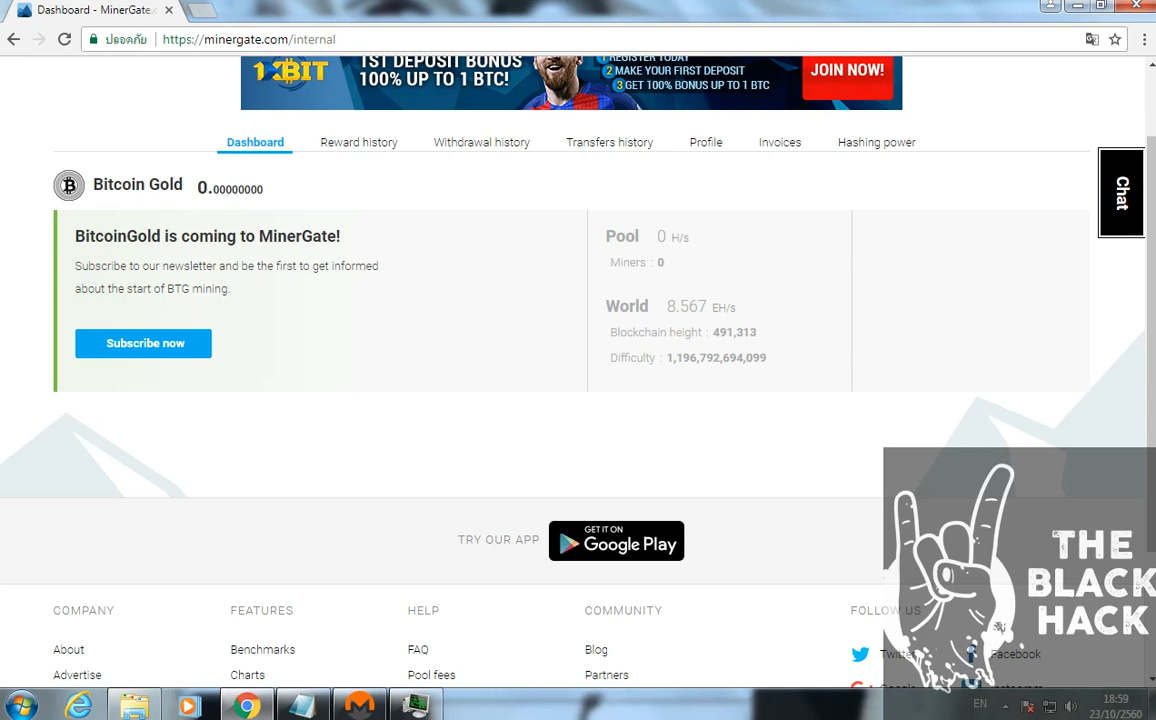 Dashboard - MinerGate.c
ปลอดภัย
https://minergate.com/internal
1XBIT
1ST DEPOSIT BONUS
100% UP TO 1 BTC!
1 REGISTER TODAY
2 MAKE YOUR FIRST DEPOSIT
3 GET 100% BONUS UP TO 1 BTC
JOIN NOW!
Dashboard Reward history Withdrawal history Transfers history Profile Invoices Hashing power
Chat
Bitcoin Gold 0.00000000
BitcoinGold is coming to MinerGate!
Subscribe to our newsletter and be the first to get informed
about the start of BTG mining.
Subscribe now
Pool 0 H/s
Miners : 0
World 8.567 EH/s
Blockchain height : 491,313
Difficulty : 1,196,792,694,099
TRY OUR APP
GET IT ON
Google Play
THE
BLACK
HACK
COMPANY FEATURES HELP COMMUNITY FOLLOW US
About Benchmarks FAQ Blog Twitter Facebook
Advertise Charts Pool fees Partners
EN
18:59
23/10/2560